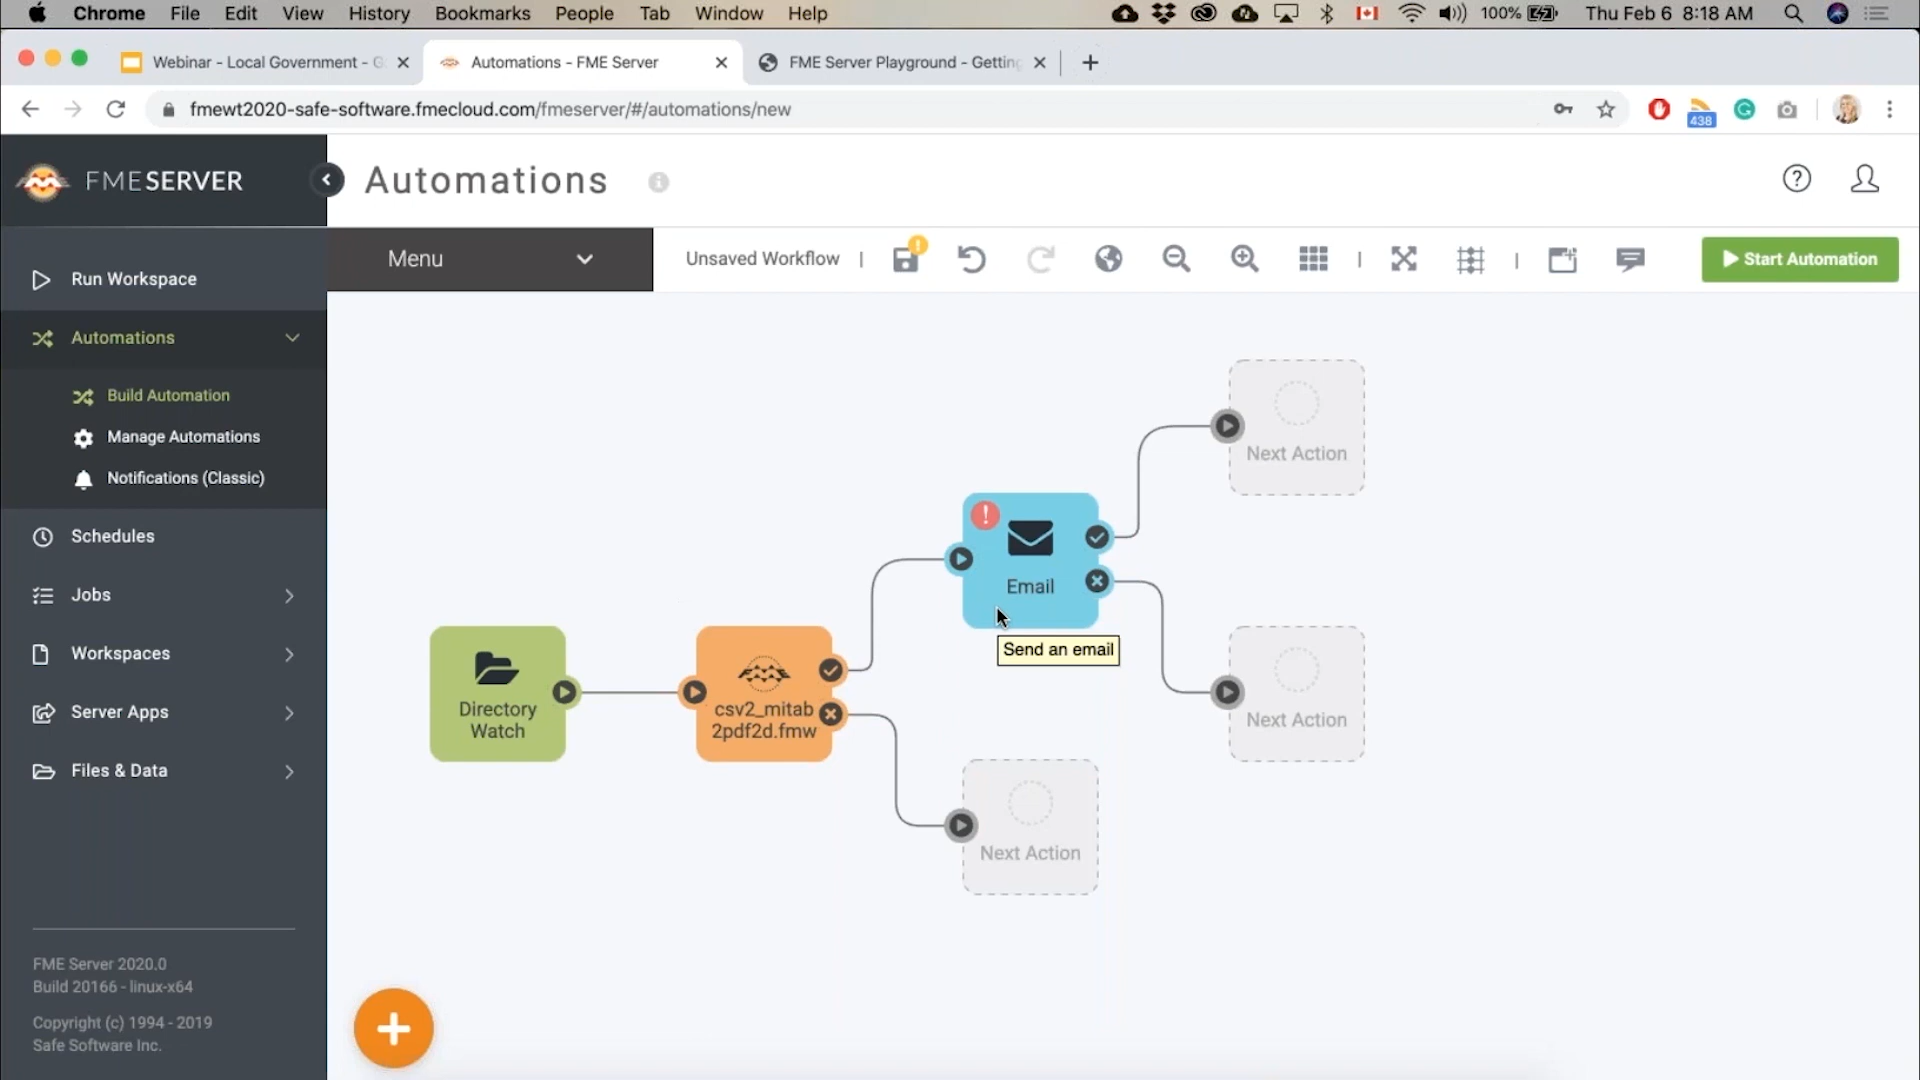 Chrome File Edit View History Bookmarks People Tab Window Help 100% Thu Feb 6 8:18 AM
Webinar - Local Government - G Automations - FME Server FME Server Playground - Getting
fmewt2020-safe-software.fmecloud.com/fmeserver/#/automations/new 438
FMESERVER
Automations
Menu
Unsaved Workflow
Start Automation
Run Workspace
Automations
Build Automation
Manage Automations
Notifications (Classic)
Schedules
Jobs
Workspaces
Server Apps
Files & Data
Next Action
Email
Send an email
Directory
Watch
csv2_mitab
2pdf2d.fmw
Next Action
Next Action
FME Server 2020.0
Build 20166 - linux-x64
Copyright (c) 1994 - 2019
Safe Software Inc.